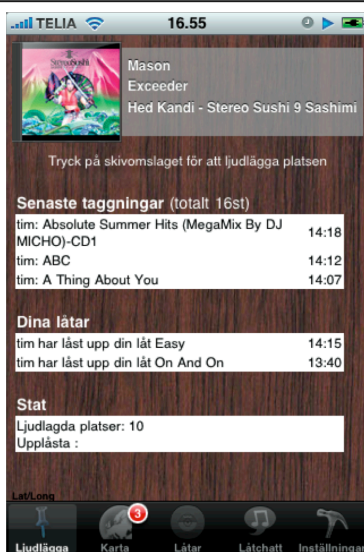 TELIA
16.55
StereoSushi
Mason
Exceeder
Hed Kandi - Stereo Sushi 9 Sashimi
Tryck på skivomslaget för att ljudlägga platsen
Senaste taggningar (totalt 16st)
tim: Absolute Summer Hits (MegaMix By DJ
MICHO)-CD1
14:18
tim: ABC
14:12
tim: A Thing About You
14:07
Dina låtar
tim har låst upp din låt Easy
14:15
tim har låst upp din låt On And On
13:40
Stat
Ljudlagda platser: 10
Upplåsta :
Lat/Long
3
Ljudlägga
Karta
Låtar
Låtchatt
Inställningar